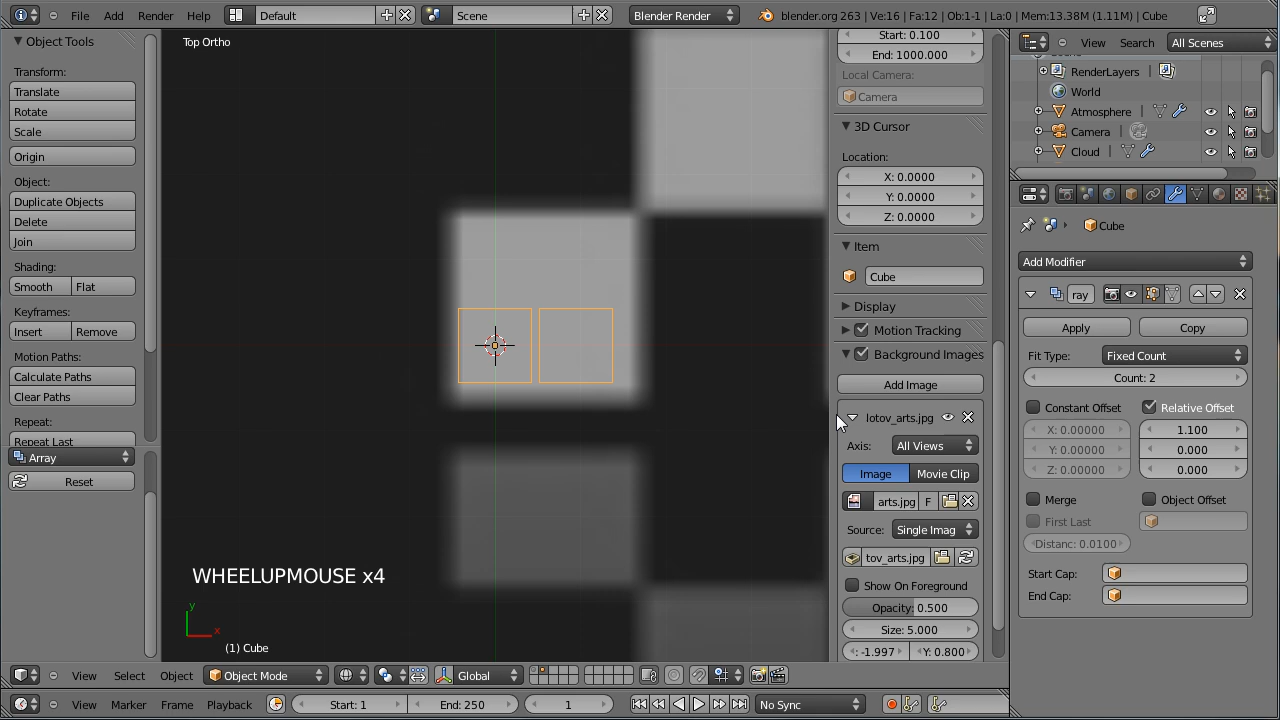 File Add Render Help Default Scene Blender Render blender.org 263 | Ve:16 | Fa:12 | Ob:1-1 | La:0 | Mem:13.38M (1.11M) | Cube
Object Tools
Transform:
Translate
Rotate
Scale
Origin
Object:
Duplicate Objects
Delete
Join
Shading:
Smooth Flat
Keyframes:
Insert Remove
Motion Paths:
Calculate Paths
Clear Paths
Repeat:
Repeat Last
Array
Reset
Top Ortho
WHEELUPMOUSE x4
y
x
(1) Cube
Start: 0.100
End: 1000.000
Local Camera:
Camera
3D Cursor
Location:
X: 0.0000
Y: 0.0000
Z: 0.0000
Item
Cube
Display
Motion Tracking
Background Images
Add Image
lotov_arts.jpg
Axis: All Views
Image Movie Clip
arts.jpg F
Source: Single Imag
tov_arts.jpg
Show On Foreground
Opacity: 0.500
Size: 5.000
: -1.997 Y: 0.800
View Search All Scenes
RenderLayers |
World
Atmosphere
Camera
Cloud
Cube
Add Modifier
ray
Apply Copy
Fit Type: Fixed Count
Count: 2
Constant Offset Relative Offset
X: 0.00000 1.100
Y: 0.00000 0.000
Z: 0.00000 0.000
Merge Object Offset
First Last
Distanc: 0.0100
Start Cap:
End Cap:
View Select Object Object Mode Global
View Marker Frame Playback Start: 1 End: 250 1 No Sync